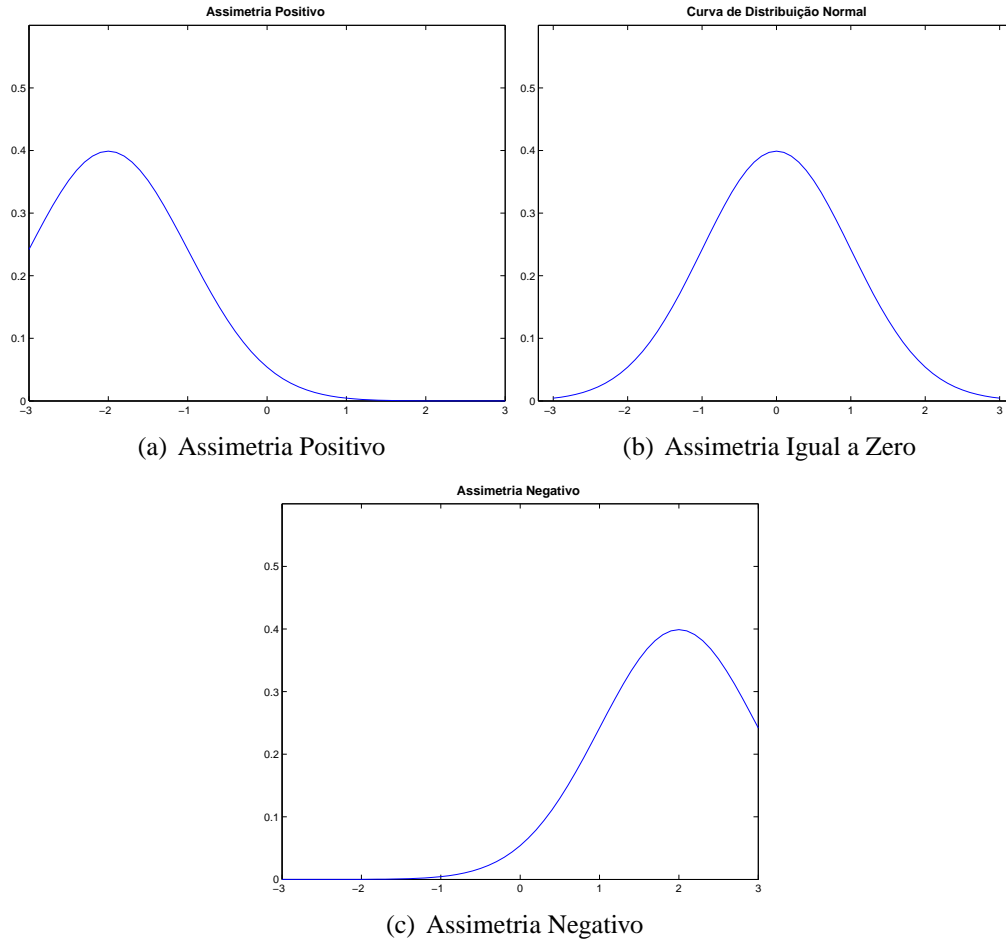 Assimetria Positivo
0.5
0.4
0.3
0.2
0.1
0
−3 −2 −1 0 1 2 3
(a) Assimetria Positivo
Curva de Distribuição Normal
0.5
0.4
0.3
0.2
0.1
0
−3 −2 −1 0 1 2 3
(b) Assimetria Igual a Zero
Assimetria Negativo
0.5
0.4
0.3
0.2
0.1
0
−3 −2 −1 0 1 2 3
(c) Assimetria Negativo